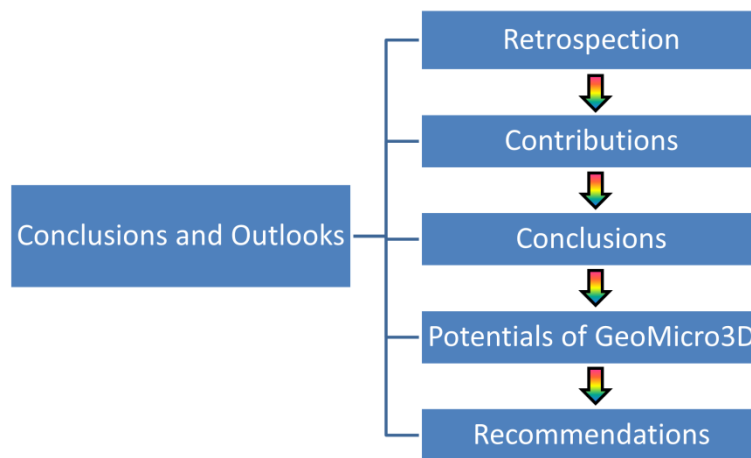 Retrospection
Contributions
Conclusions and Outlooks
Conclusions
Potentials of GeoMicro3D
Recommendations